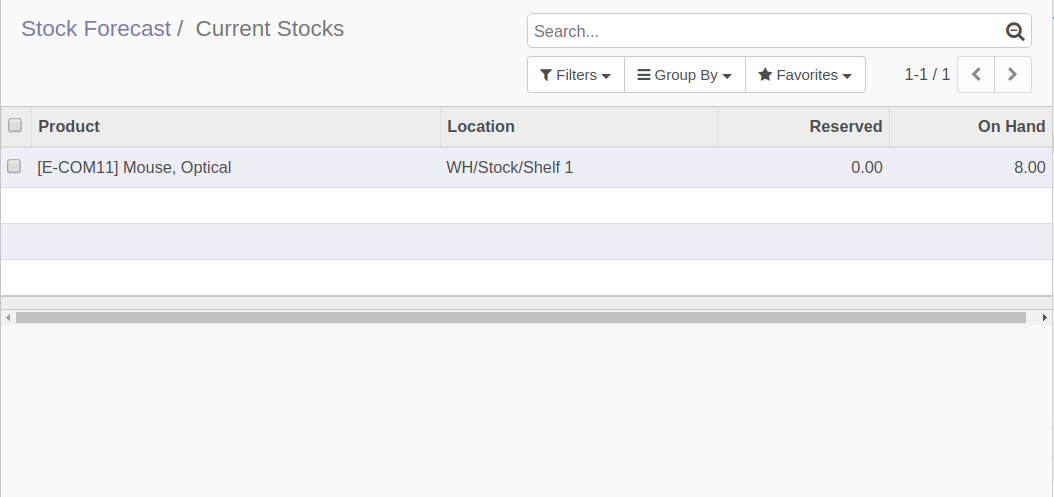 Stock Forecast / Current Stocks
Search...
Filters Group By Favorites 1-1 / 1
Product Location Reserved On Hand
[E-COM11] Mouse, Optical WH/Stock/Shelf 1 0.00 8.00